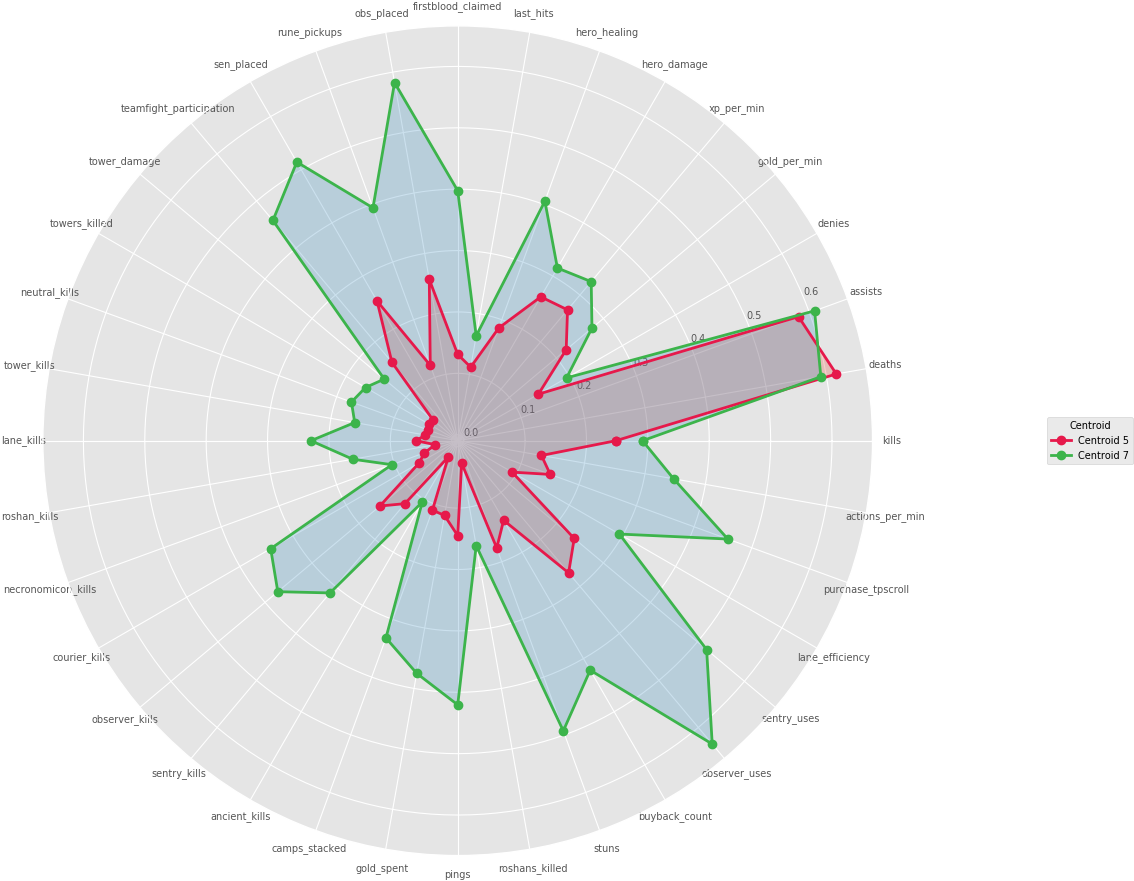 firstblood_claimed
obs_placed
last_hits
rune_pickups
hero_healing
sen_placed
hero_damage
teamfight_participation
xp_per_min
tower_damage
gold_per_min
towers_killed
denies
neutral_kills
0.6
assists
0.5
0.4
tower_kills
0.3
deaths
0.2
0.1
lane_kills
0.0
kills
Centroid
Centroid 5
Centroid 7
roshan_kills
actions_per_min
necronomicon_kills
purchase_tpscroll
courier_kills
lane_efficiency
observer_kills
sentry_uses
sentry_kills
observer_uses
ancient_kills
buyback_count
camps_stacked
stuns
gold_spent
roshans_killed
pings